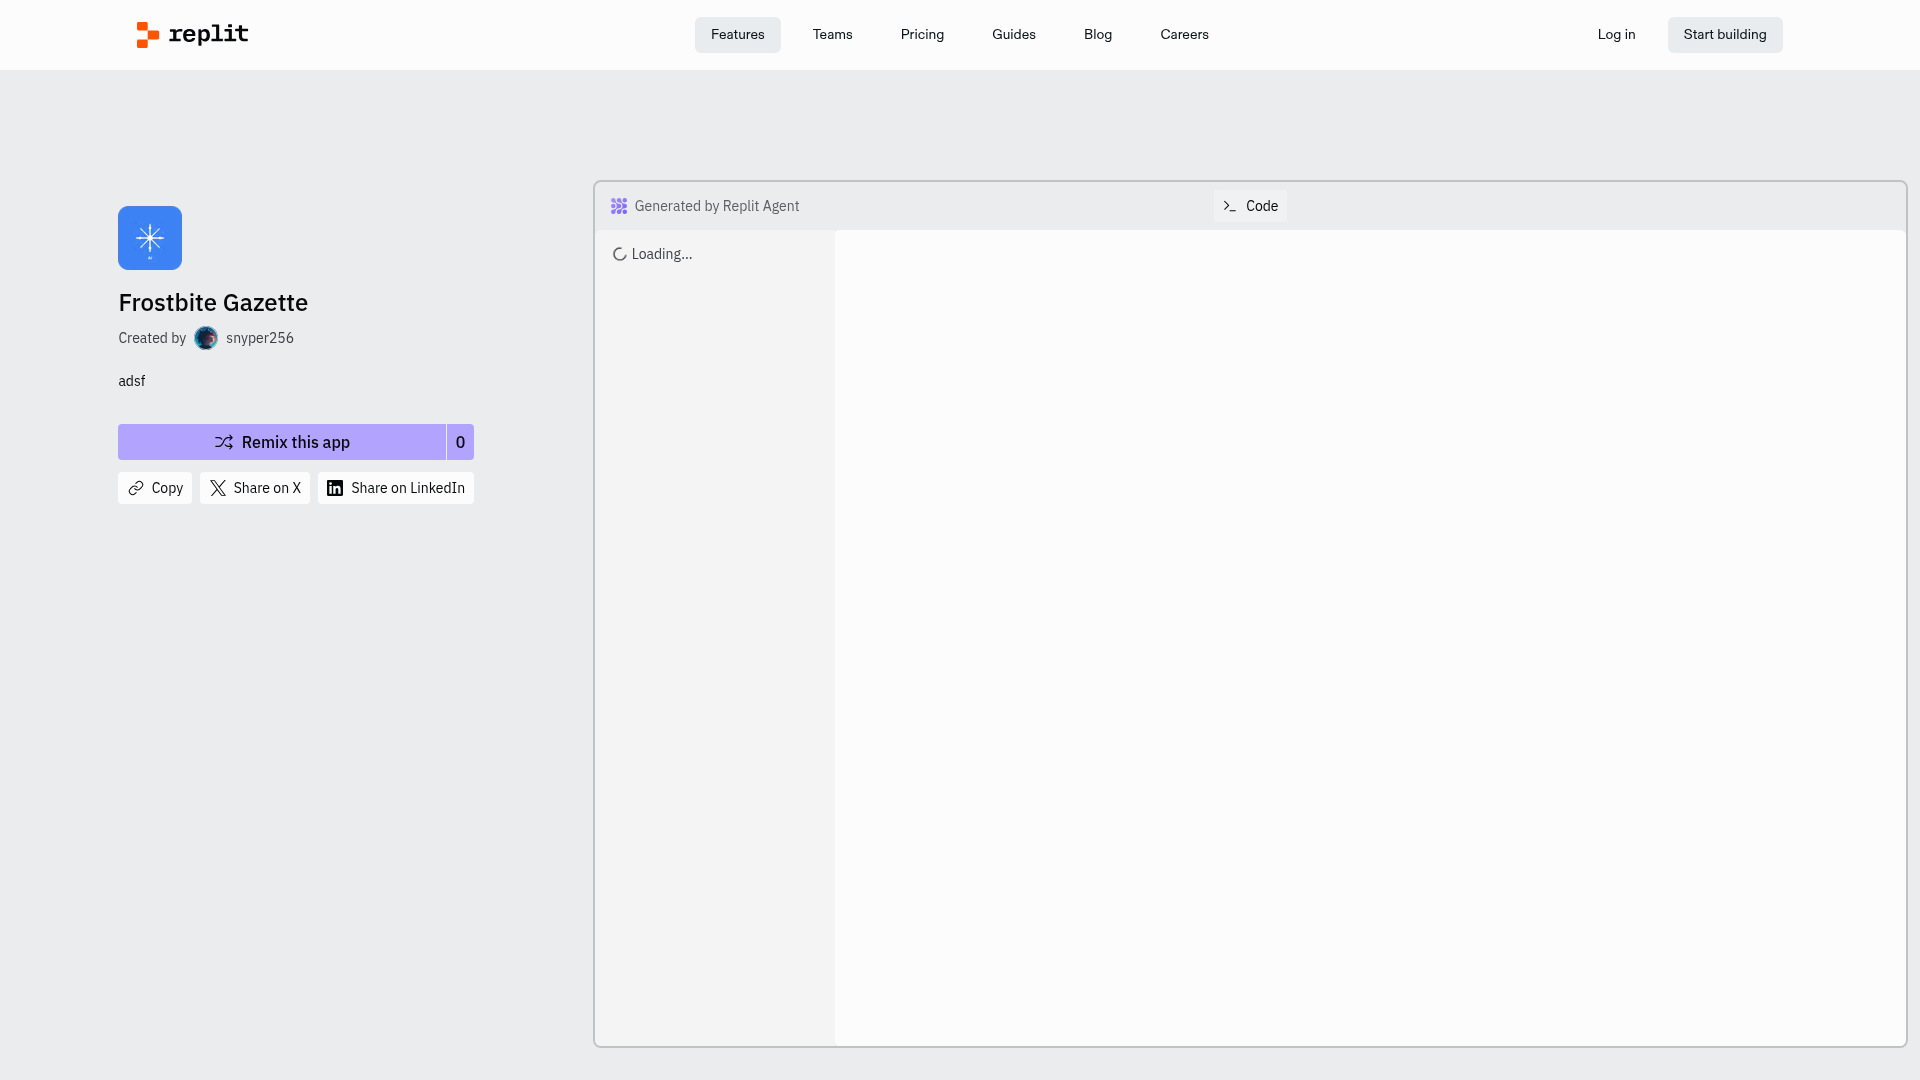 replit
Features
Teams
Pricing
Guides
Blog
Careers
Log in
Start building
Frostbite Gazette
Created by snyper256
adsf
Remix this app 0
Copy
Share on X
Share on LinkedIn
Generated by Replit Agent
Code
Loading...